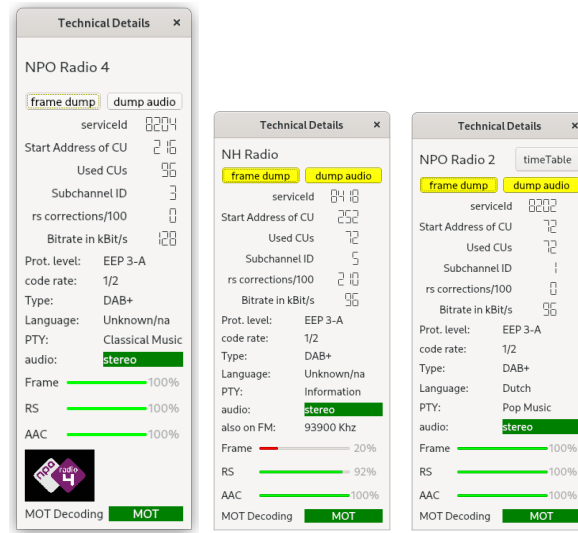 Technical Details ×
NPO Radio 4
frame dump dump audio
serviceId 8204
Start Address of CU 216
Used CUs 96
Subchannel ID 3
rs corrections/100 0
Bitrate in kBit/s 128
Prot. level: EEP 3-A
code rate: 1/2
Type: DAB+
Language: Unknown/na
PTY: Classical Music
audio: stereo
Frame 100%
RS 100%
AAC 100%
npo radio 4
MOT Decoding MOT
Technical Details ×
NH Radio
frame dump dump audio
serviceId 8418
Start Address of CU 252
Used CUs 72
Subchannel ID 5
rs corrections/100 210
Bitrate in kBit/s 96
Prot. level: EEP 3-A
code rate: 1/2
Type: DAB+
Language: Unknown/na
PTY: Information
audio: stereo
also on FM: 93900 Khz
Frame 20%
RS 92%
AAC 100%
MOT Decoding MOT
Technical Details ×
NPO Radio 2 timeTable
frame dump dump audio
serviceId 8202
Start Address of CU 72
Used CUs 72
Subchannel ID 1
rs corrections/100 0
Bitrate in kBit/s 96
Prot. level: EEP 3-A
code rate: 1/2
Type: DAB+
Language: Dutch
PTY: Pop Music
audio: stereo
Frame 100%
RS 100%
AAC 100%
MOT Decoding MOT